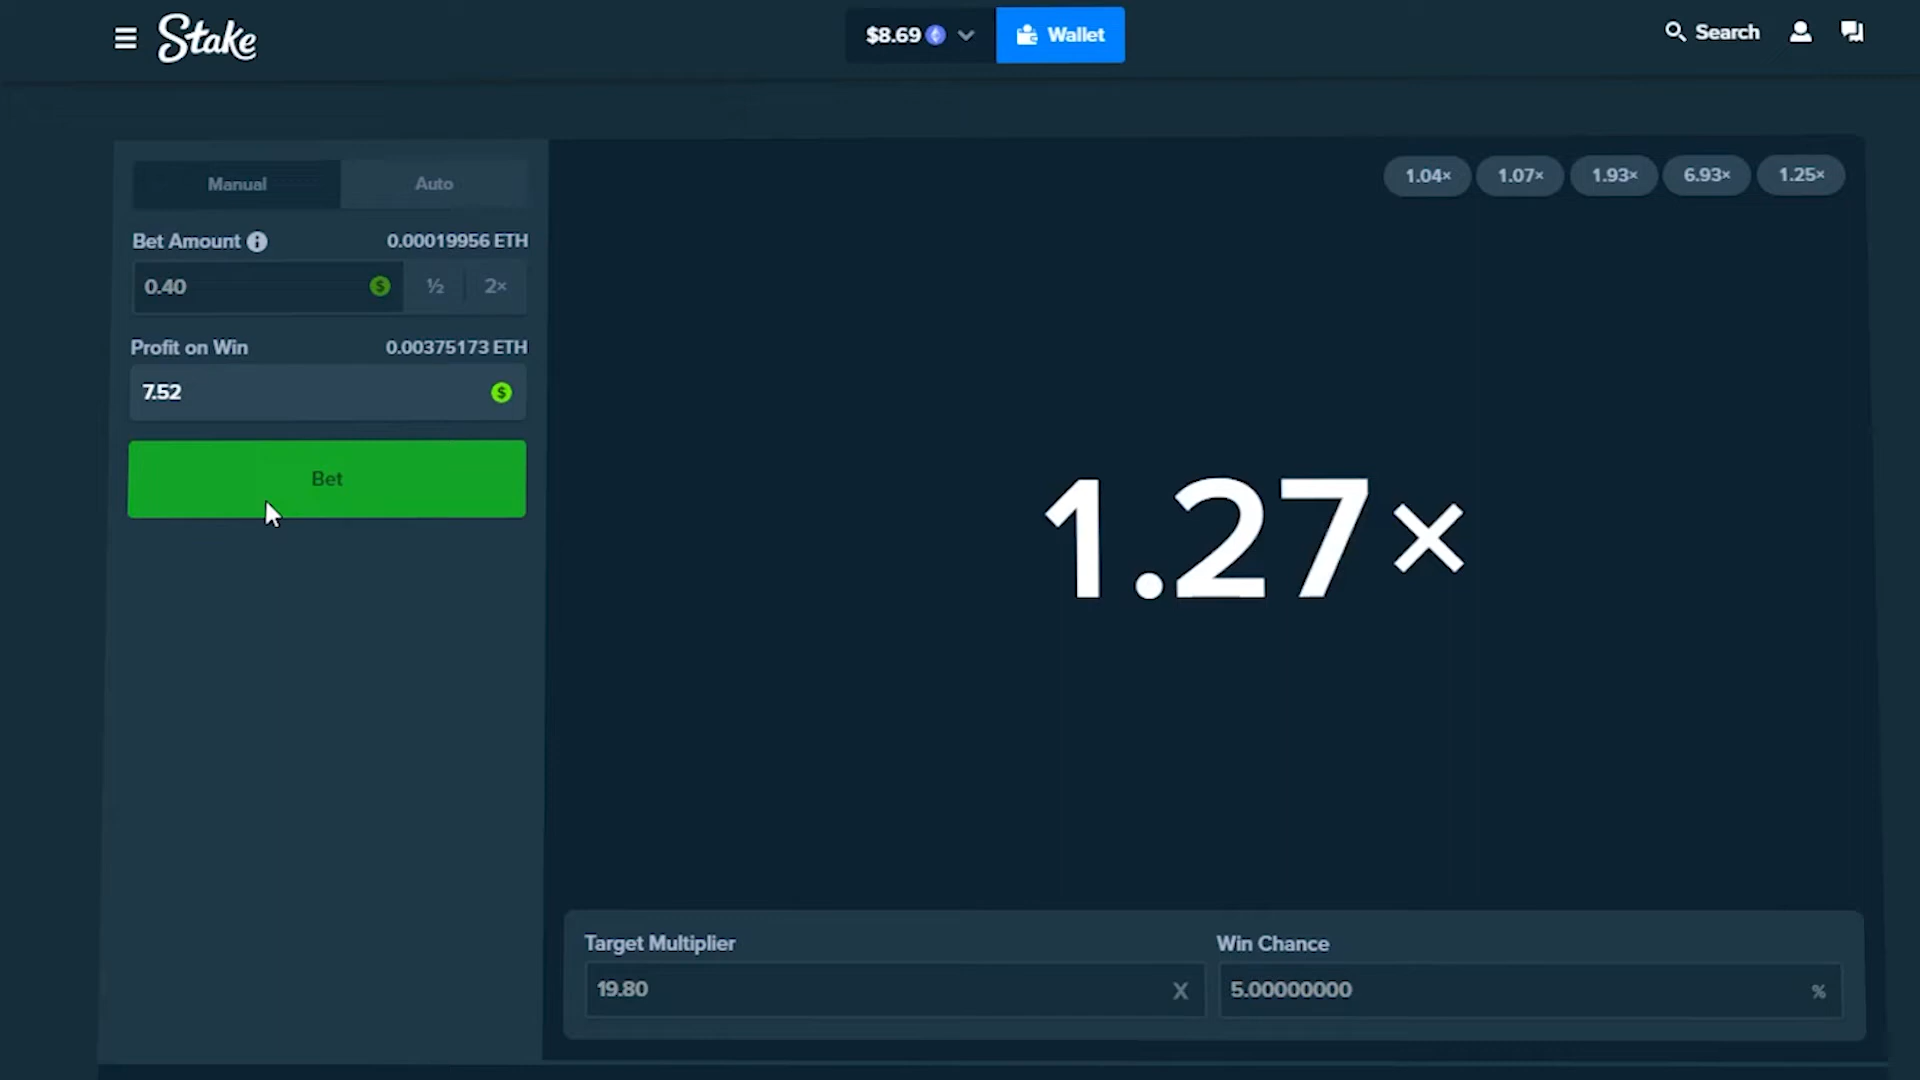 Stake
$8.69
Wallet
Search
Manual
Auto
1.04×
1.07×
1.93×
6.93×
1.25×
Bet Amount
0.00019956 ETH
0.40
$
½
2×
Profit on Win
0.00375173 ETH
7.52
$
Bet
1.27×
Target Multiplier
Win Chance
19.80
X
5.00000000
%